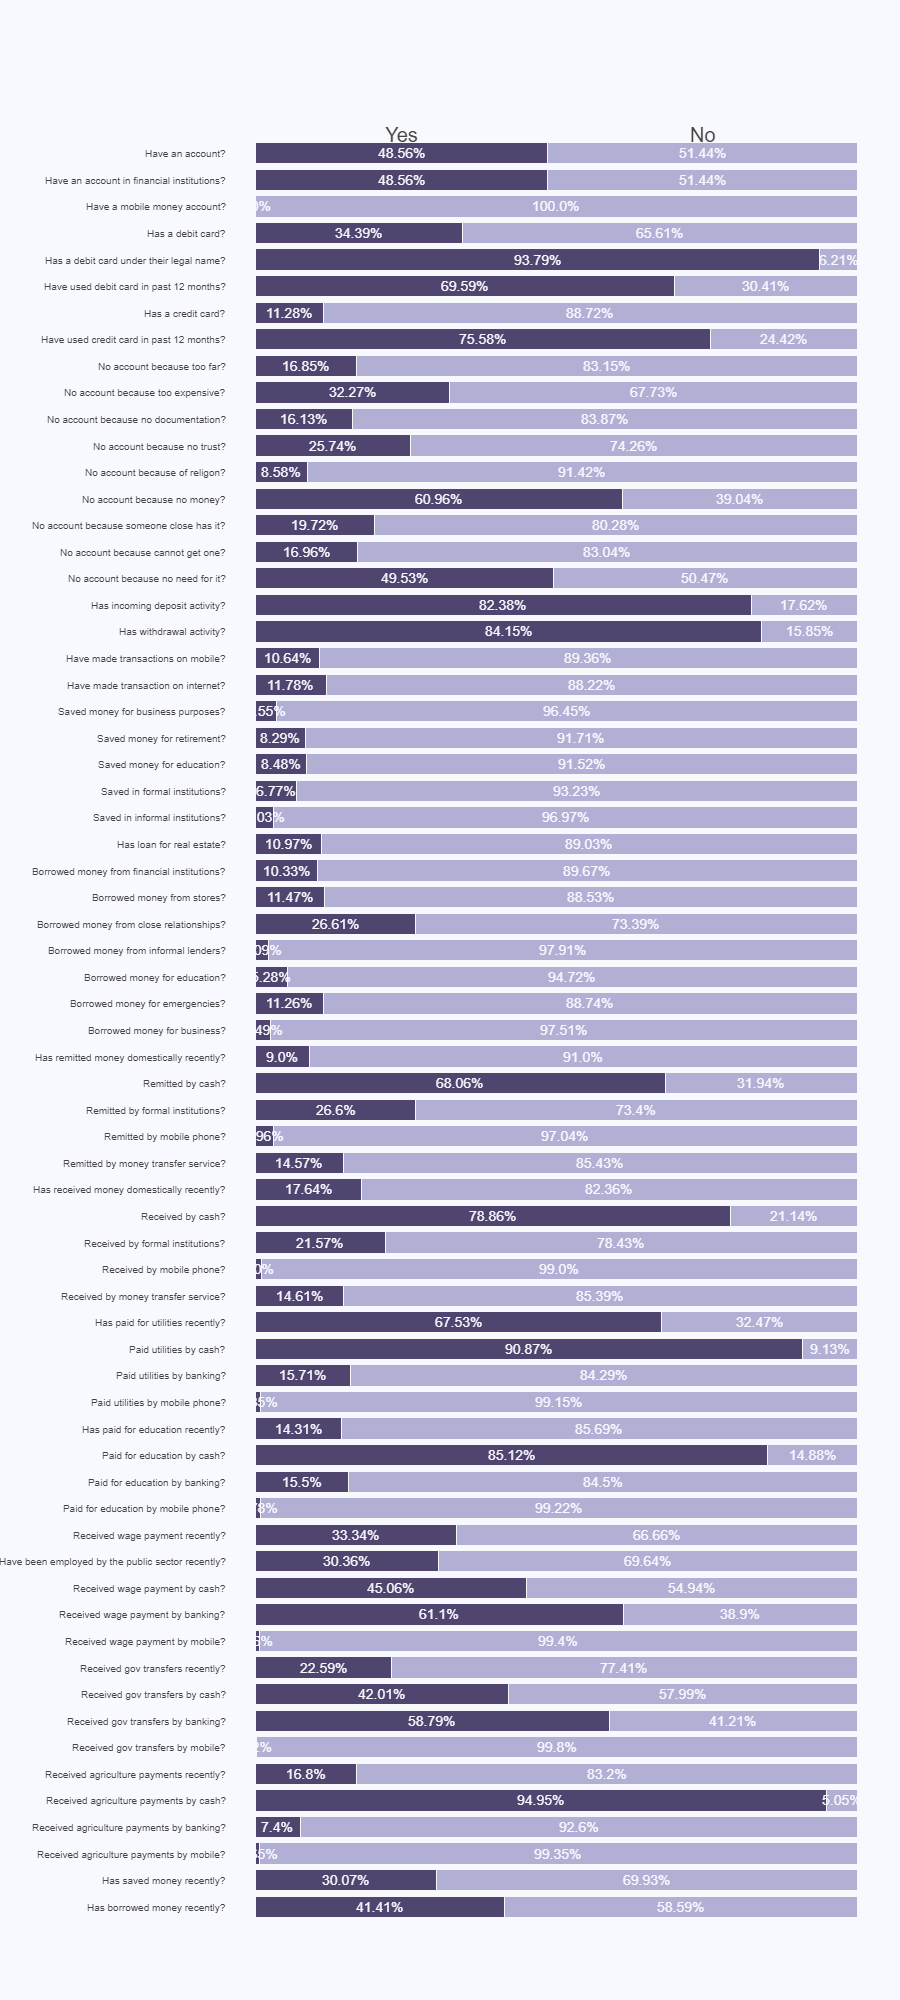 Yes No
Have an account? 48.56% 51.44%
Have an account in financial institutions? 48.56% 51.44%
Have a mobile money account? 0% 100.0%
Has a debit card? 34.39% 65.61%
Has a debit card under their legal name? 93.79% 6.21%
Have used debit card in past 12 months? 69.59% 30.41%
Has a credit card? 11.28% 88.72%
Have used credit card in past 12 months? 75.58% 24.42%
No account because too far? 16.85% 83.15%
No account because too expensive? 32.27% 67.73%
No account because no documentation? 16.13% 83.87%
No account because no trust? 25.74% 74.26%
No account because of religon? 8.58% 91.42%
No account because no money? 60.96% 39.04%
No account because someone close has it? 19.72% 80.28%
No account because cannot get one? 16.96% 83.04%
No account because no need for it? 49.53% 50.47%
Has incoming deposit activity? 82.38% 17.62%
Has withdrawal activity? 84.15% 15.85%
Have made transactions on mobile? 10.64% 89.36%
Have made transaction on internet? 11.78% 88.22%
Saved money for business purposes? .55% 96.45%
Saved money for retirement? 8.29% 91.71%
Saved money for education? 8.48% 91.52%
Saved in formal institutions? 6.77% 93.23%
Saved in informal institutions? 03% 96.97%
Has loan for real estate? 10.97% 89.03%
Borrowed money from financial institutions? 10.33% 89.67%
Borrowed money from stores? 11.47% 88.53%
Borrowed money from close relationships? 26.61% 73.39%
Borrowed money from informal lenders? 09% 97.91%
Borrowed money for education? 5.28% 94.72%
Borrowed money for emergencies? 11.26% 88.74%
Borrowed money for business? 49% 97.51%
Has remitted money domestically recently? 9.0% 91.0%
Remitted by cash? 68.06% 31.94%
Remitted by formal institutions? 26.6% 73.4%
Remitted by mobile phone? 96% 97.04%
Remitted by money transfer service? 14.57% 85.43%
Has received money domestically recently? 17.64% 82.36%
Received by cash? 78.86% 21.14%
Received by formal institutions? 21.57% 78.43%
Received by mobile phone? 0% 99.0%
Received by money transfer service? 14.61% 85.39%
Has paid for utilities recently? 67.53% 32.47%
Paid utilities by cash? 90.87% 9.13%
Paid utilities by banking? 15.71% 84.29%
Paid utilities by mobile phone? 5% 99.15%
Has paid for education recently? 14.31% 85.69%
Paid for education by cash? 85.12% 14.88%
Paid for education by banking? 15.5% 84.5%
Paid for education by mobile phone? 8% 99.22%
Received wage payment recently? 33.34% 66.66%
Have been employed by the public sector recently? 30.36% 69.64%
Received wage payment by cash? 45.06% 54.94%
Received wage payment by banking? 61.1% 38.9%
Received wage payment by mobile? 6% 99.4%
Received gov transfers recently? 22.59% 77.41%
Received gov transfers by cash? 42.01% 57.99%
Received gov transfers by banking? 58.79% 41.21%
Received gov transfers by mobile? 2% 99.8%
Received agriculture payments recently? 16.8% 83.2%
Received agriculture payments by cash? 94.95% 5.05%
Received agriculture payments by banking? 7.4% 92.6%
Received agriculture payments by mobile? 5% 99.35%
Has saved money recently? 30.07% 69.93%
Has borrowed money recently? 41.41% 58.59%